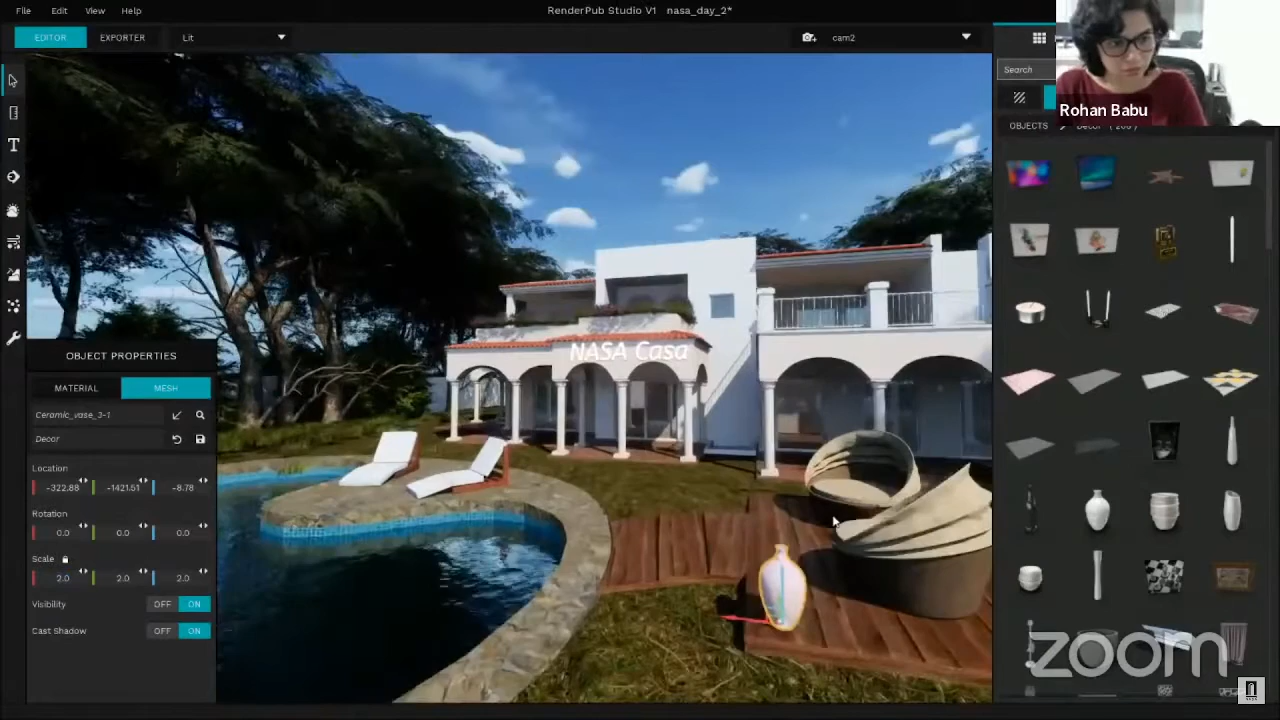 File Edit View Help
RenderPub Studio V1 nasa_day_2*
EDITOR EXPORTER Lit
cam2
Search
Rohan Babu
OBJECTS
NASA Casa
OBJECT PROPERTIES
MATERIAL MESH
Ceramic_vase_3-1
Decor
Location
-322.88 -1421.51 -8.78
Rotation
0.0 0.0 0.0
Scale
2.0 2.0 2.0
Visibility OFF ON
Cast Shadow OFF ON
zoom